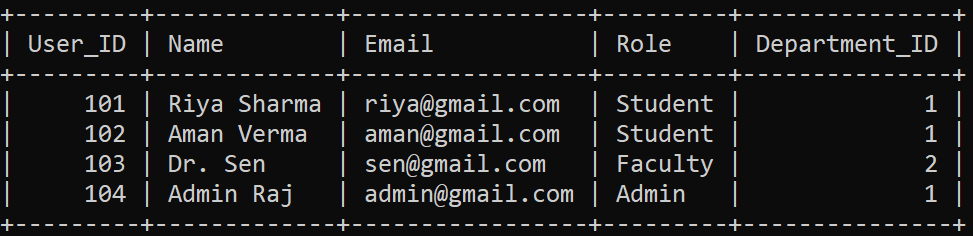 +---------+-------------+-----------------+---------+---------------+
| User_ID | Name        | Email           | Role    | Department_ID |
+---------+-------------+-----------------+---------+---------------+
|     101 | Riya Sharma | riya@gmail.com  | Student |             1 |
|     102 | Aman Verma  | aman@gmail.com  | Student |             1 |
|     103 | Dr. Sen     | sen@gmail.com   | Faculty |             2 |
|     104 | Admin Raj   | admin@gmail.com | Admin   |             1 |
+---------+-------------+-----------------+---------+---------------+